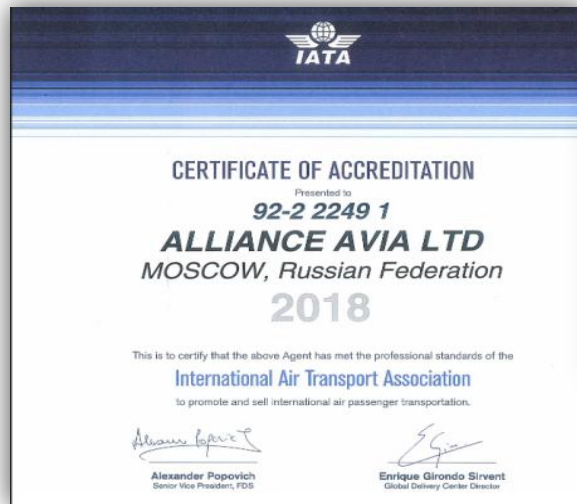 IATA
CERTIFICATE OF ACCREDITATION
Presented to
92-2 2249 1
ALLIANCE AVIA LTD
MOSCOW, Russian Federation
2018
This is to certify that the above Agent has met the professional standards of the
International Air Transport Association
to promote and sell international air passenger transportation.
Alexander Popovich
Senior Vice President, FDS
Enrique Girondo Sirvent
Global Delivery Center Director